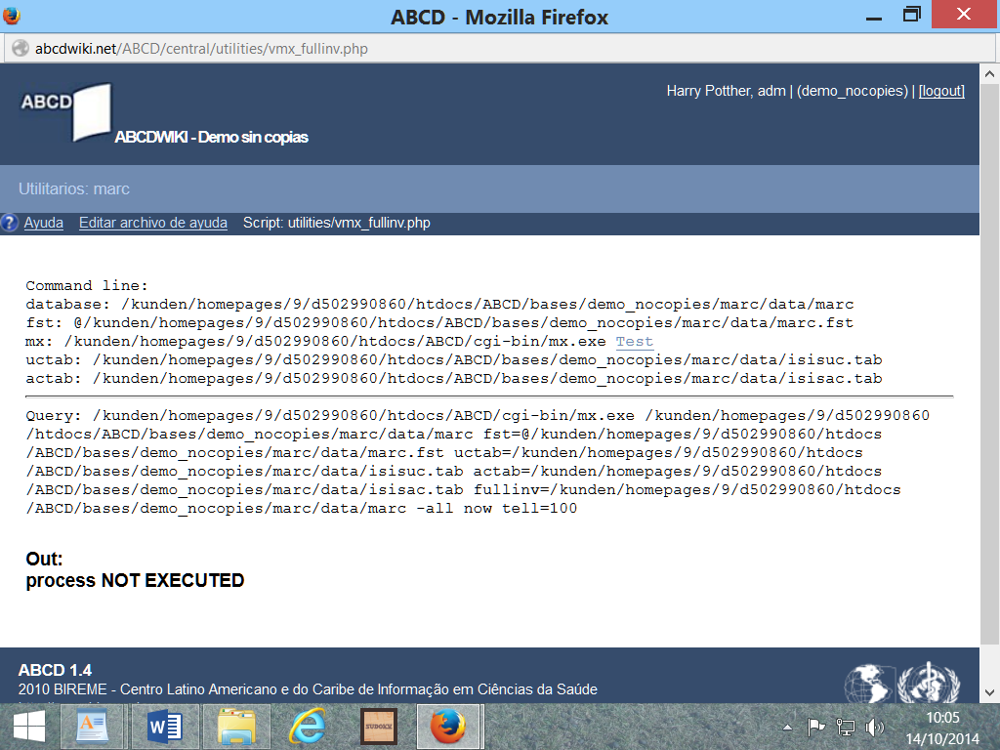 ABCD - Mozilla Firefox
abcdwiki.net/ABCD/central/utilities/vmx_fullinv.php
Harry Potther, adm | (demo_nocopies) | [logout]
ABCD
ABCDWIKI - Demo sin copias
Utilitarios: marc
? Ayuda Editar archivo de ayuda Script: utilities/vmx_fullinv.php
Command line:
database: /kunden/homepages/9/d502990860/htdocs/ABCD/bases/demo_nocopies/marc/data/marc
fst: @/kunden/homepages/9/d502990860/htdocs/ABCD/bases/demo_nocopies/marc/data/marc.fst
mx: /kunden/homepages/9/d502990860/htdocs/ABCD/cgi-bin/mx.exe Test
uctab: /kunden/homepages/9/d502990860/htdocs/ABCD/bases/demo_nocopies/marc/data/isisuc.tab
actab: /kunden/homepages/9/d502990860/htdocs/ABCD/bases/demo_nocopies/marc/data/isisac.tab
Query: /kunden/homepages/9/d502990860/htdocs/ABCD/cgi-bin/mx.exe /kunden/homepages/9/d502990860
/htdocs/ABCD/bases/demo_nocopies/marc/data/marc fst=@/kunden/homepages/9/d502990860/htdocs
/ABCD/bases/demo_nocopies/marc/data/marc.fst uctab=/kunden/homepages/9/d502990860/htdocs
/ABCD/bases/demo_nocopies/marc/data/isisuc.tab actab=/kunden/homepages/9/d502990860/htdocs
/ABCD/bases/demo_nocopies/marc/data/isisac.tab fullinv=/kunden/homepages/9/d502990860/htdocs
/ABCD/bases/demo_nocopies/marc/data/marc -all now tell=100
Out:
process NOT EXECUTED
ABCD 1.4
2010 BIREME - Centro Latino Americano e do Caribe de Informação em Ciências da Saúde
SUDOKU
10:05
14/10/2014